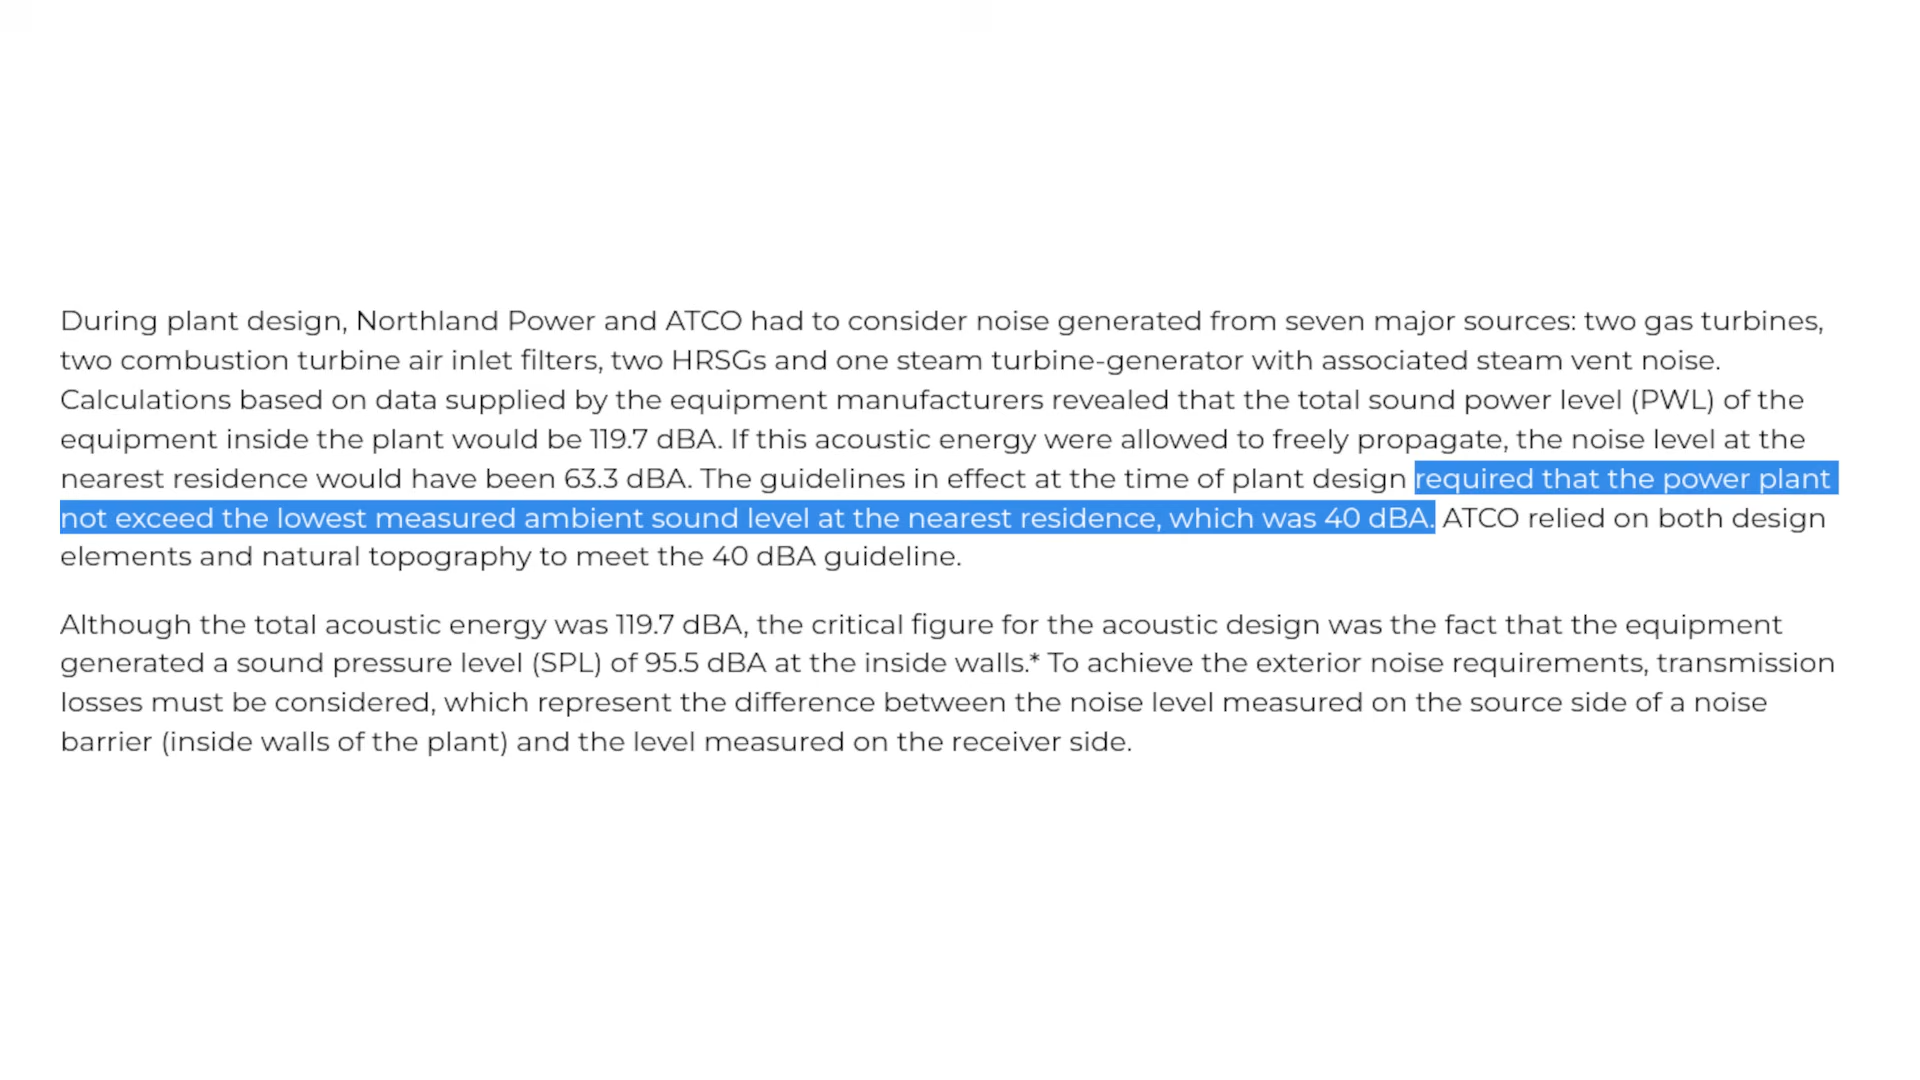 During plant design, Northland Power and ATCO had to consider noise generated from seven major sources: two gas turbines,
two combustion turbine air inlet filters, two HRSGs and one steam turbine-generator with associated steam vent noise.
Calculations based on data supplied by the equipment manufacturers revealed that the total sound power level (PWL) of the
equipment inside the plant would be 119.7 dBA. If this acoustic energy were allowed to freely propagate, the noise level at the
nearest residence would have been 63.3 dBA. The guidelines in effect at the time of plant design required that the power plant
not exceed the lowest measured ambient sound level at the nearest residence, which was 40 dBA. ATCO relied on both design
elements and natural topography to meet the 40 dBA guideline.
Although the total acoustic energy was 119.7 dBA, the critical figure for the acoustic design was the fact that the equipment
generated a sound pressure level (SPL) of 95.5 dBA at the inside walls.* To achieve the exterior noise requirements, transmission
losses must be considered, which represent the difference between the noise level measured on the source side of a noise
barrier (inside walls of the plant) and the level measured on the receiver side.